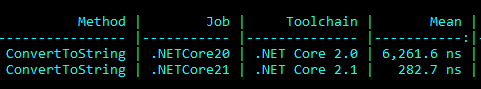 Method | Job | Toolchain | Mean |
---------------- |----------- |-------------- |-----------:|-
ConvertToString | .NETCore20 | .NET Core 2.0 | 6,261.6 ns |
ConvertToString | .NETCore21 | .NET Core 2.1 | 282.7 ns |